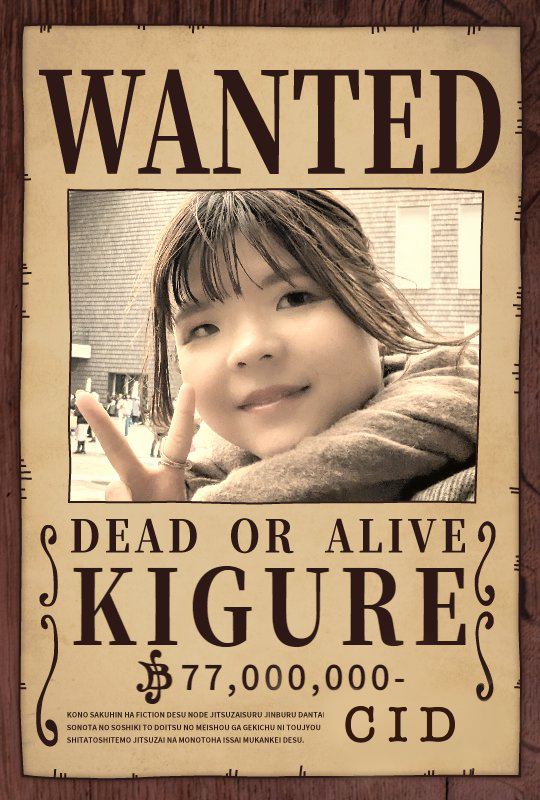 WANTED
DEAD OR ALIVE
KIGURE
฿77,000,000-
KONO SAKUHIN HA FICTION DESU NODE JITSUZAISURU JINBURU DANTAI
SONOTA NO SOSHIKI TO DOITSU NO MEISHOU GA GEKICHU NI TOUJYOU
SHITATOSHITEMO JITSUZAI NA MONOTOHA ISSAI MUKANKEI DESU.
CID